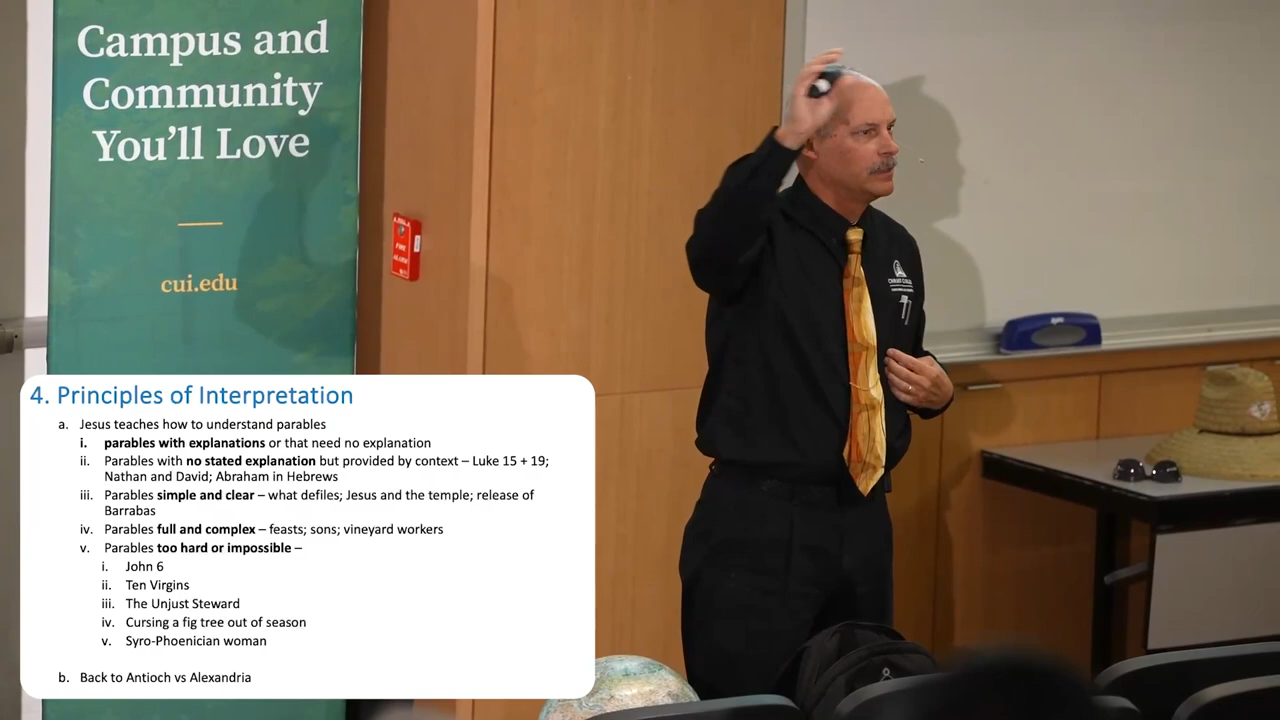 Campus and
Community
You'll Love
cui.edu
FIRE
ALARM
4. Principles of Interpretation
a. Jesus teaches how to understand parables
i. parables with explanations or that need no explanation
ii. Parables with no stated explanation but provided by context – Luke 15 + 19;
Nathan and David; Abraham in Hebrews
iii. Parables simple and clear – what defiles; Jesus and the temple; release of
Barrabas
iv. Parables full and complex – feasts; sons; vineyard workers
v. Parables too hard or impossible –
i. John 6
ii. Ten Virgins
iii. The Unjust Steward
iv. Cursing a fig tree out of season
v. Syro-Phoenician woman
b. Back to Antioch vs Alexandria